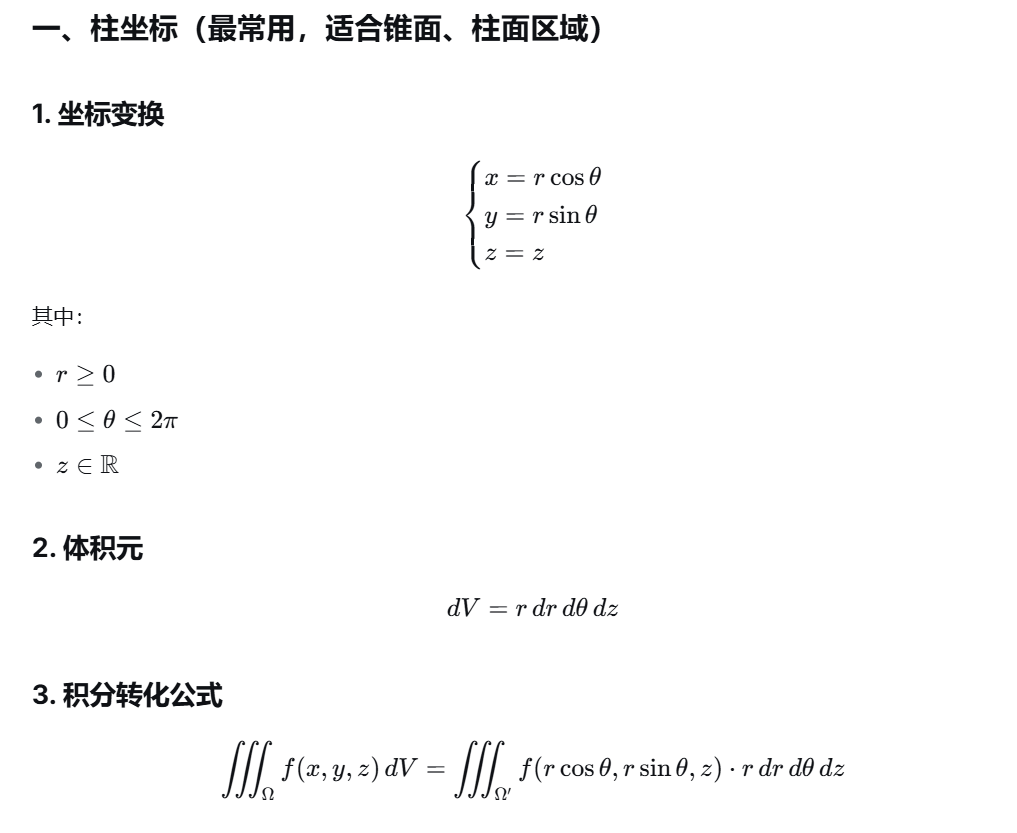 一、柱坐标（最常用，适合锥面、柱面区域）
1. 坐标变换
x = r cos θ
y = r sin θ
z = z
其中：
• r ≥ 0
• 0 ≤ θ ≤ 2π
• z ∈ ℝ
2. 体积元
dV = r dr dθ dz
3. 积分转化公式
∭_Ω f(x, y, z) dV = ∭_Ω′ f(r cos θ, r sin θ, z) · r dr dθ dz